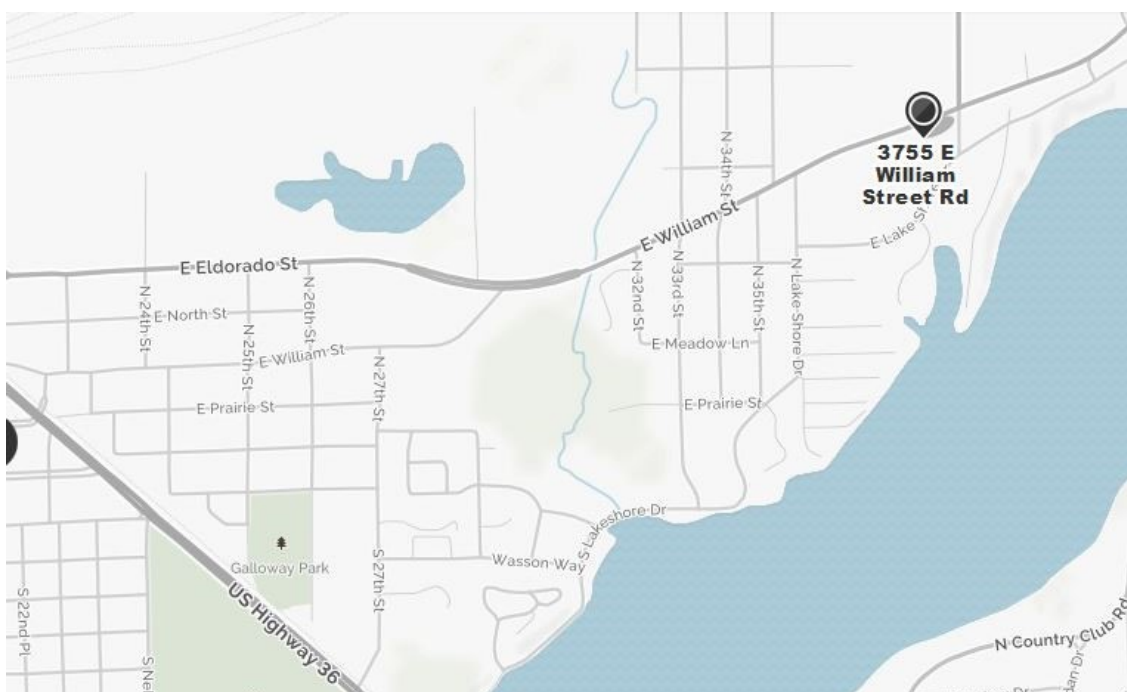 3755 E
William
Street Rd
N 34th St
E William St
E Lake Sh
E Eldorado St
N 24th St
E North St
N 26th St
N 25th St
E William St
N 27th St
N 32nd St
N 33rd St
N 35th St
N Lake Shore Dr
E Meadow Ln
E Prairie St
E Prairie St
S Lakeshore Dr
Wasson Way
Galloway Park
S 27th St
US Highway 36
S 22nd Pl
N Country Club Rd